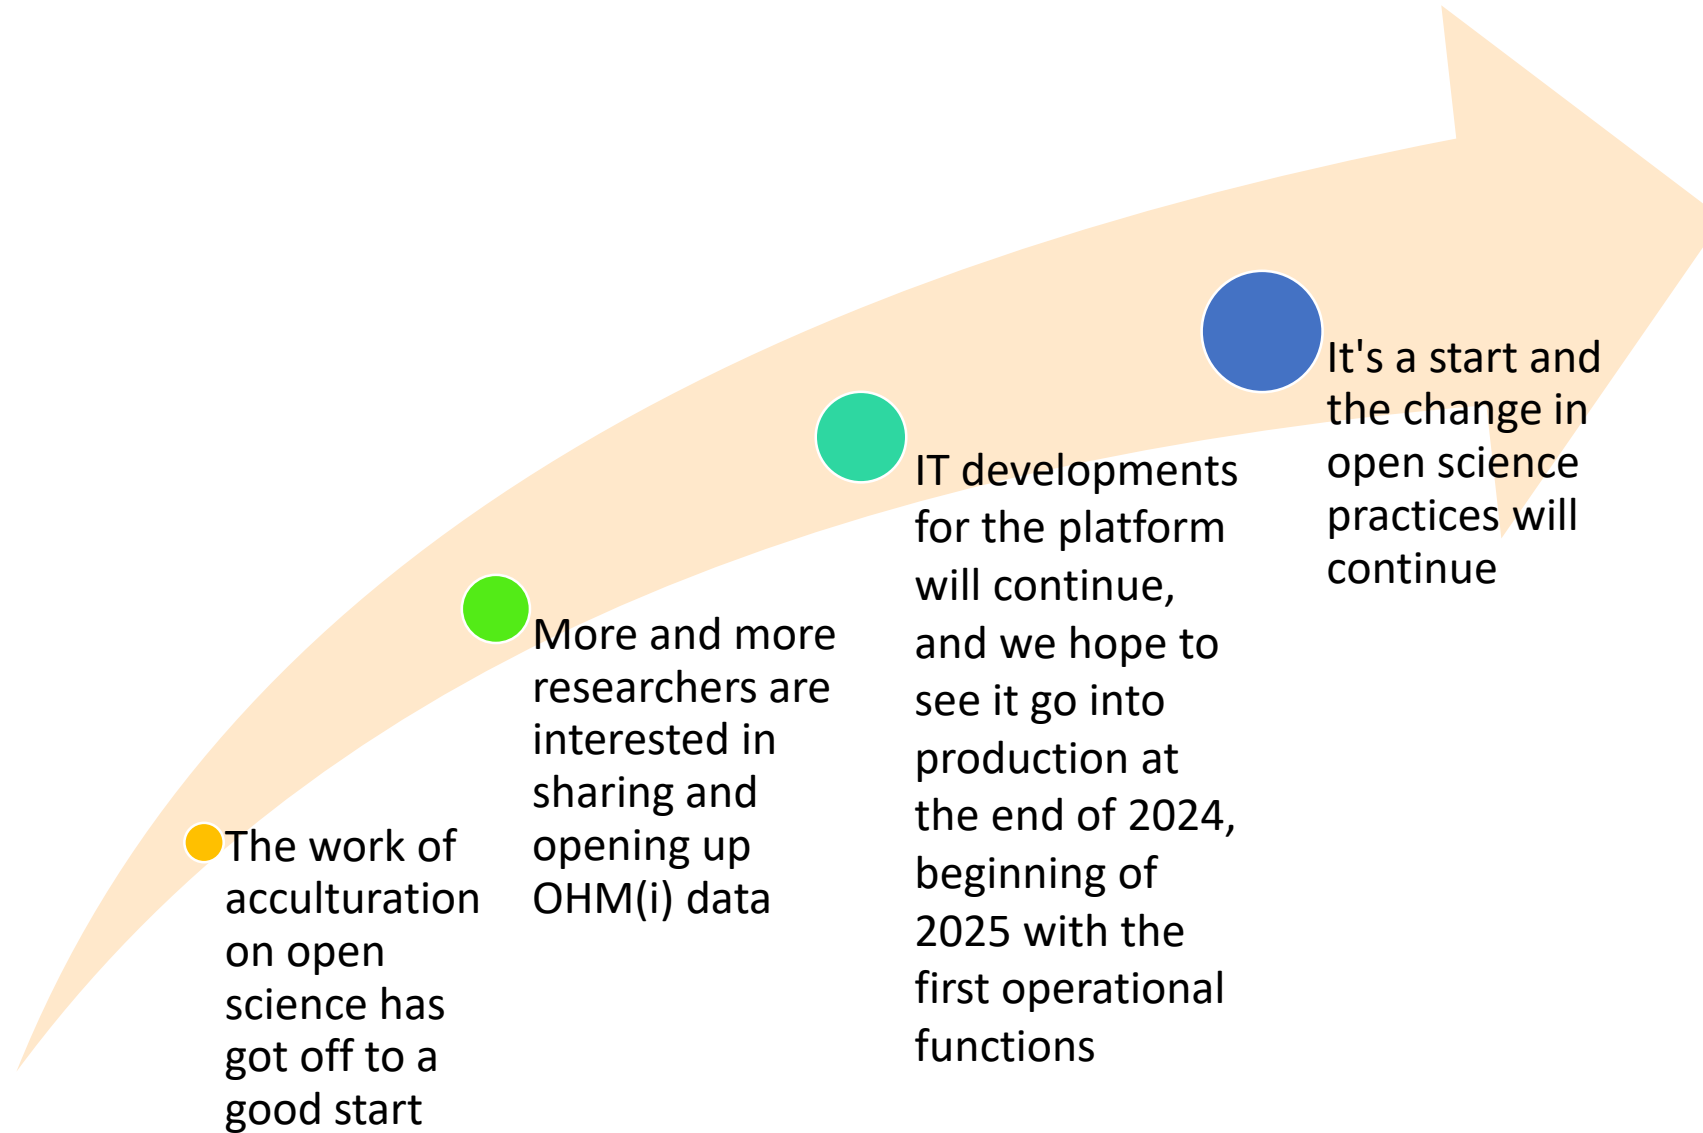 The work of
acculturation
on open
science has
got off to a
good start
More and more
researchers are
interested in
sharing and
opening up
OHM(i) data
IT developments
for the platform
will continue,
and we hope to
see it go into
production at
the end of 2024,
beginning of
2025 with the
first operational
functions
It's a start and
the change in
open science
practices will
continue